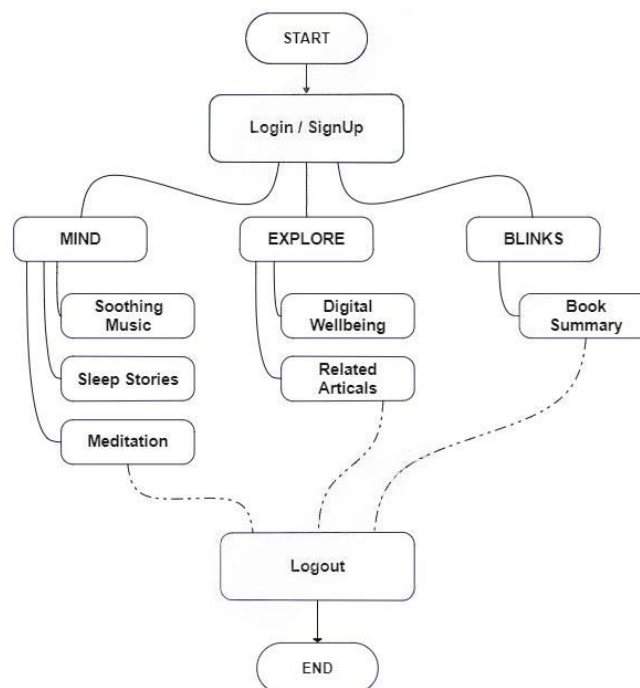 START
Login / SignUp
MIND
EXPLORE
BLINKS
Soothing
Music
Digital
Wellbeing
Book
Summary
Sleep Stories
Related
Articals
Meditation
Logout
END